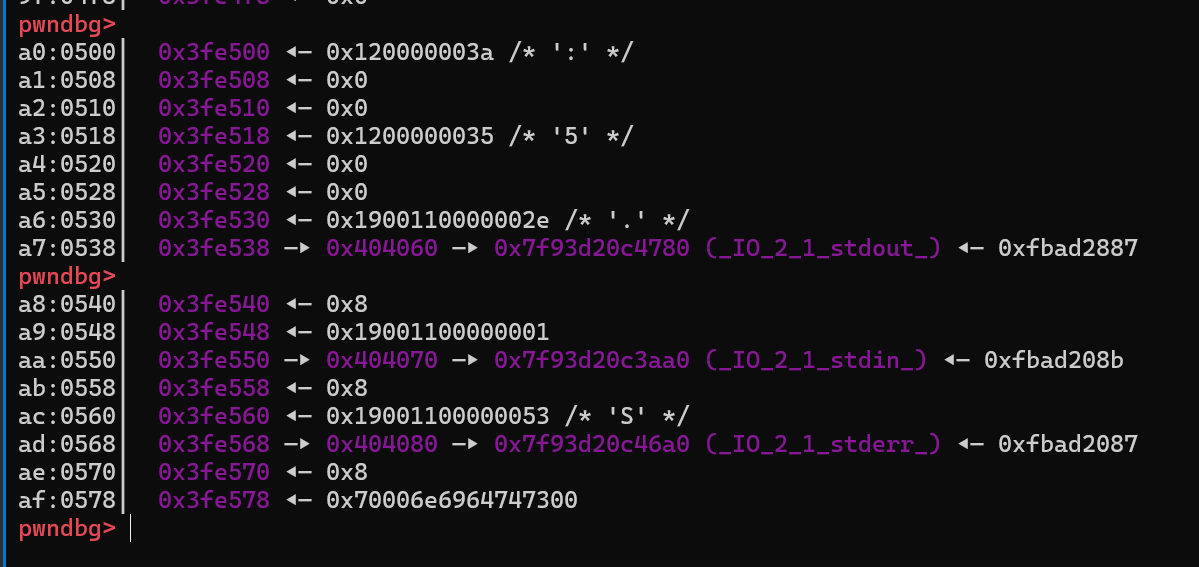 pwndbg>
a0:0500│  0x3fe500 ◂— 0x120000003a /* ':' */
a1:0508│  0x3fe508 ◂— 0x0
a2:0510│  0x3fe510 ◂— 0x0
a3:0518│  0x3fe518 ◂— 0x1200000035 /* '5' */
a4:0520│  0x3fe520 ◂— 0x0
a5:0528│  0x3fe528 ◂— 0x0
a6:0530│  0x3fe530 ◂— 0x1900110000002e /* '.' */
a7:0538│  0x3fe538 —▸ 0x404060 —▸ 0x7f93d20c4780 (_IO_2_1_stdout_) ◂— 0xfbad2887
pwndbg>
a8:0540│  0x3fe540 ◂— 0x8
a9:0548│  0x3fe548 ◂— 0x19001100000001
aa:0550│  0x3fe550 —▸ 0x404070 —▸ 0x7f93d20c3aa0 (_IO_2_1_stdin_) ◂— 0xfbad208b
ab:0558│  0x3fe558 ◂— 0x8
ac:0560│  0x3fe560 ◂— 0x19001100000053 /* 'S' */
ad:0568│  0x3fe568 —▸ 0x404080 —▸ 0x7f93d20c46a0 (_IO_2_1_stderr_) ◂— 0xfbad2087
ae:0570│  0x3fe570 ◂— 0x8
af:0578│  0x3fe578 ◂— 0x70006e6964747300
pwndbg>